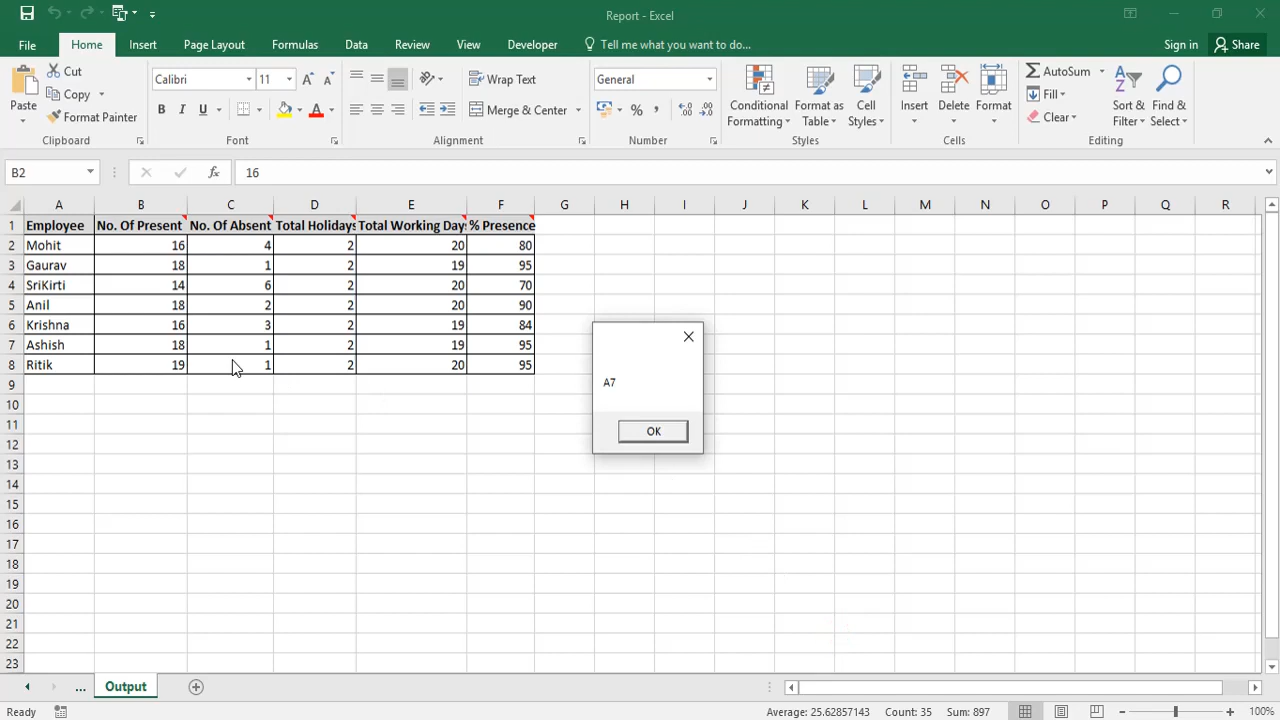 Report - Excel
File Home Insert Page Layout Formulas Data Review View Developer Tell me what you want to do... Sign in Share
Paste Cut Copy Format Painter
Clipboard
Calibri 11
B I U A
Font
Wrap Text
Merge & Center
Alignment
General
% ,
Number
Conditional Formatting Format as Table Cell Styles
Styles
Insert Delete Format
Cells
AutoSum
Fill
Clear
Sort & Filter Find & Select
Editing
B2 fx 16
A B C D E F G H I J K L M N O P Q R
1 Employee No. Of Present No. Of Absent Total Holidays Total Working Days % Presence
2 Mohit 16 4 2 20 80
3 Gaurav 18 1 2 19 95
4 SriKirti 14 6 2 20 70
5 Anil 18 2 2 20 90
6 Krishna 16 3 2 19 84
7 Ashish 18 1 2 19 95
8 Ritik 19 1 2 20 95
9
10
11
12
13
14
15
16
17
18
19
20
21
22
23
A7
OK
... Output
Ready Average: 25.62857143 Count: 35 Sum: 897 100%